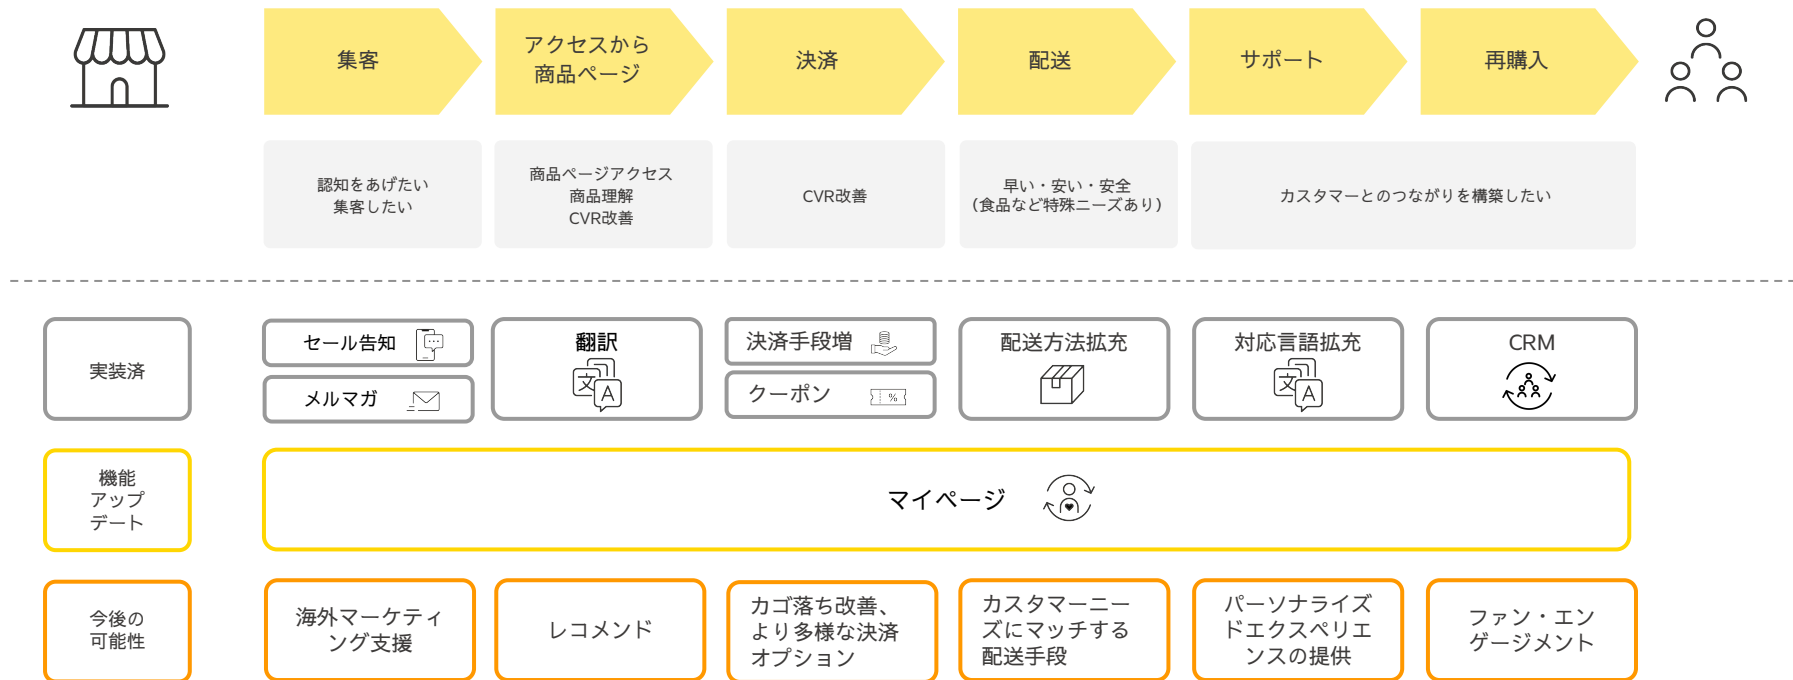 集客
アクセスから
商品ページ
決済
配送
サポート
再購入
認知をあげたい
集客したい
商品ページアクセス
商品理解
CVR改善
CVR改善
早い・安い・安全
（食品など特殊ニーズあり）
カスタマーとのつながりを構築したい
実装済
セール告知
メルマガ
翻訳
文
A
決済手段増
クーポン
%
配送方法拡充
対応言語拡充
文
A
CRM
機能
アップ
デート
マイページ
今後の
可能性
海外マーケティ
ング支援
レコメンド
カゴ落ち改善、
より多様な決済
オプション
カスタマーニー
ズにマッチする
配送手段
パーソナライズ
ドエクスペリエ
ンスの提供
ファン・エン
ゲージメント